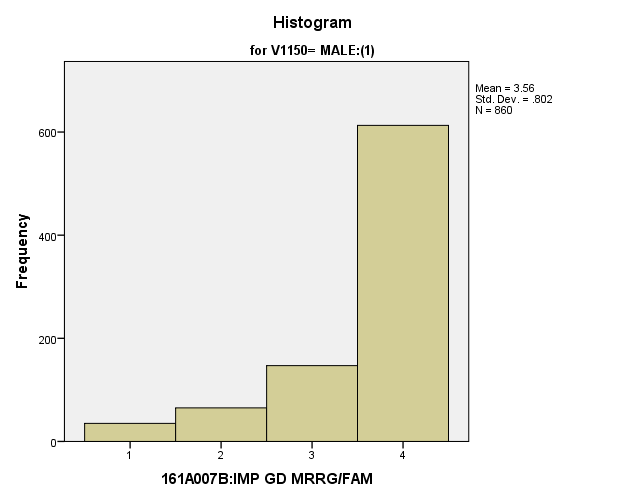 Histogram
for V1150= MALE:(1)
Mean = 3.56
Std. Dev. = .802
N = 860
Frequency
600
400
200
0
1 2 3 4
161A007B:IMP GD MRRG/FAM